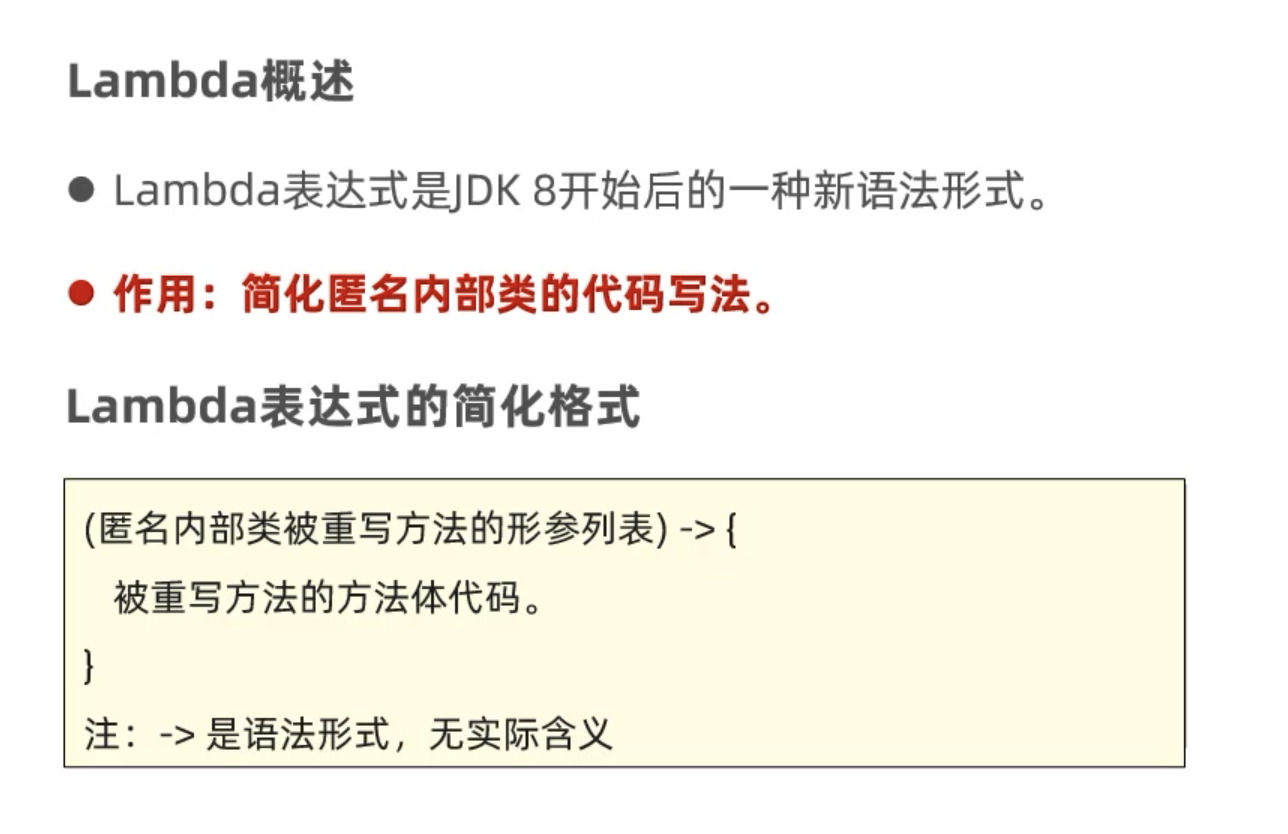 Lambda概述
● Lambda表达式是JDK 8开始后的一种新语法形式。
● 作用：简化匿名内部类的代码写法。
Lambda表达式的简化格式
(匿名内部类被重写方法的形参列表) -> {
被重写方法的方法体代码。
}
注：-> 是语法形式，无实际含义